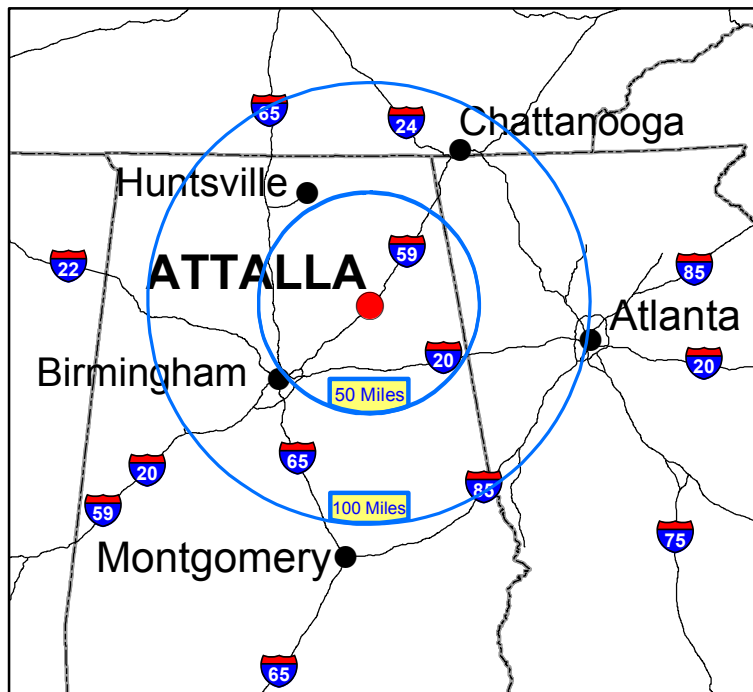 65
24
Chattanooga
Huntsville
59
ATTALLA
22
85
Atlanta
20
20
Birmingham
50 Miles
65
20
85
100 Miles
59
75
Montgomery
65